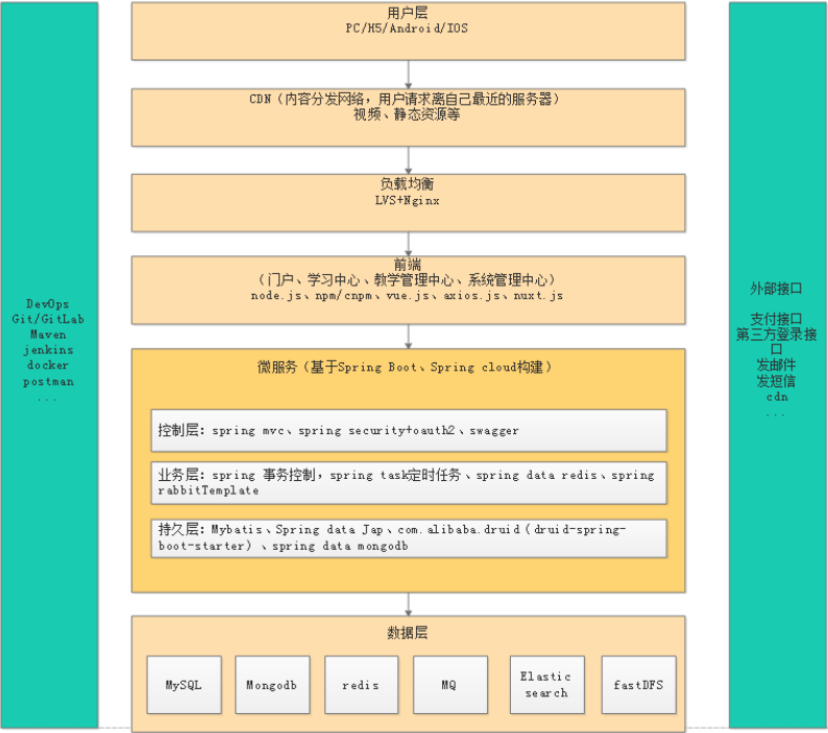 用户层
PC/H5/Android/IOS
CDN（内容分发网络，用户请求离自己最近的服务器）
视频、静态资源等
负载均衡
LVS+Nginx
前端
（门户、学习中心、教学管理中心、系统管理中心）
node.js、npm/cnpm、vue.js、axios.js、nuxt.js
微服务（基于Spring Boot、Spring cloud构建）
控制层: spring mvc、spring security+oauth2、swagger
业务层: spring 事务控制, spring task定时任务、spring data redis、spring
rabbitTemplate
持久层: Mybatis、Spring data Jap、com.alibaba.druid（druid-spring-
boot-starter）、spring data mongodb
数据层
MySQL
Mongodb
redis
MQ
Elastic
search
fastDFS
DevOps
Git/GitLab
Maven
jenkins
docker
postman
...
外部接口
支付接口
第三方登录接
口
发邮件
发短信
cdn
...